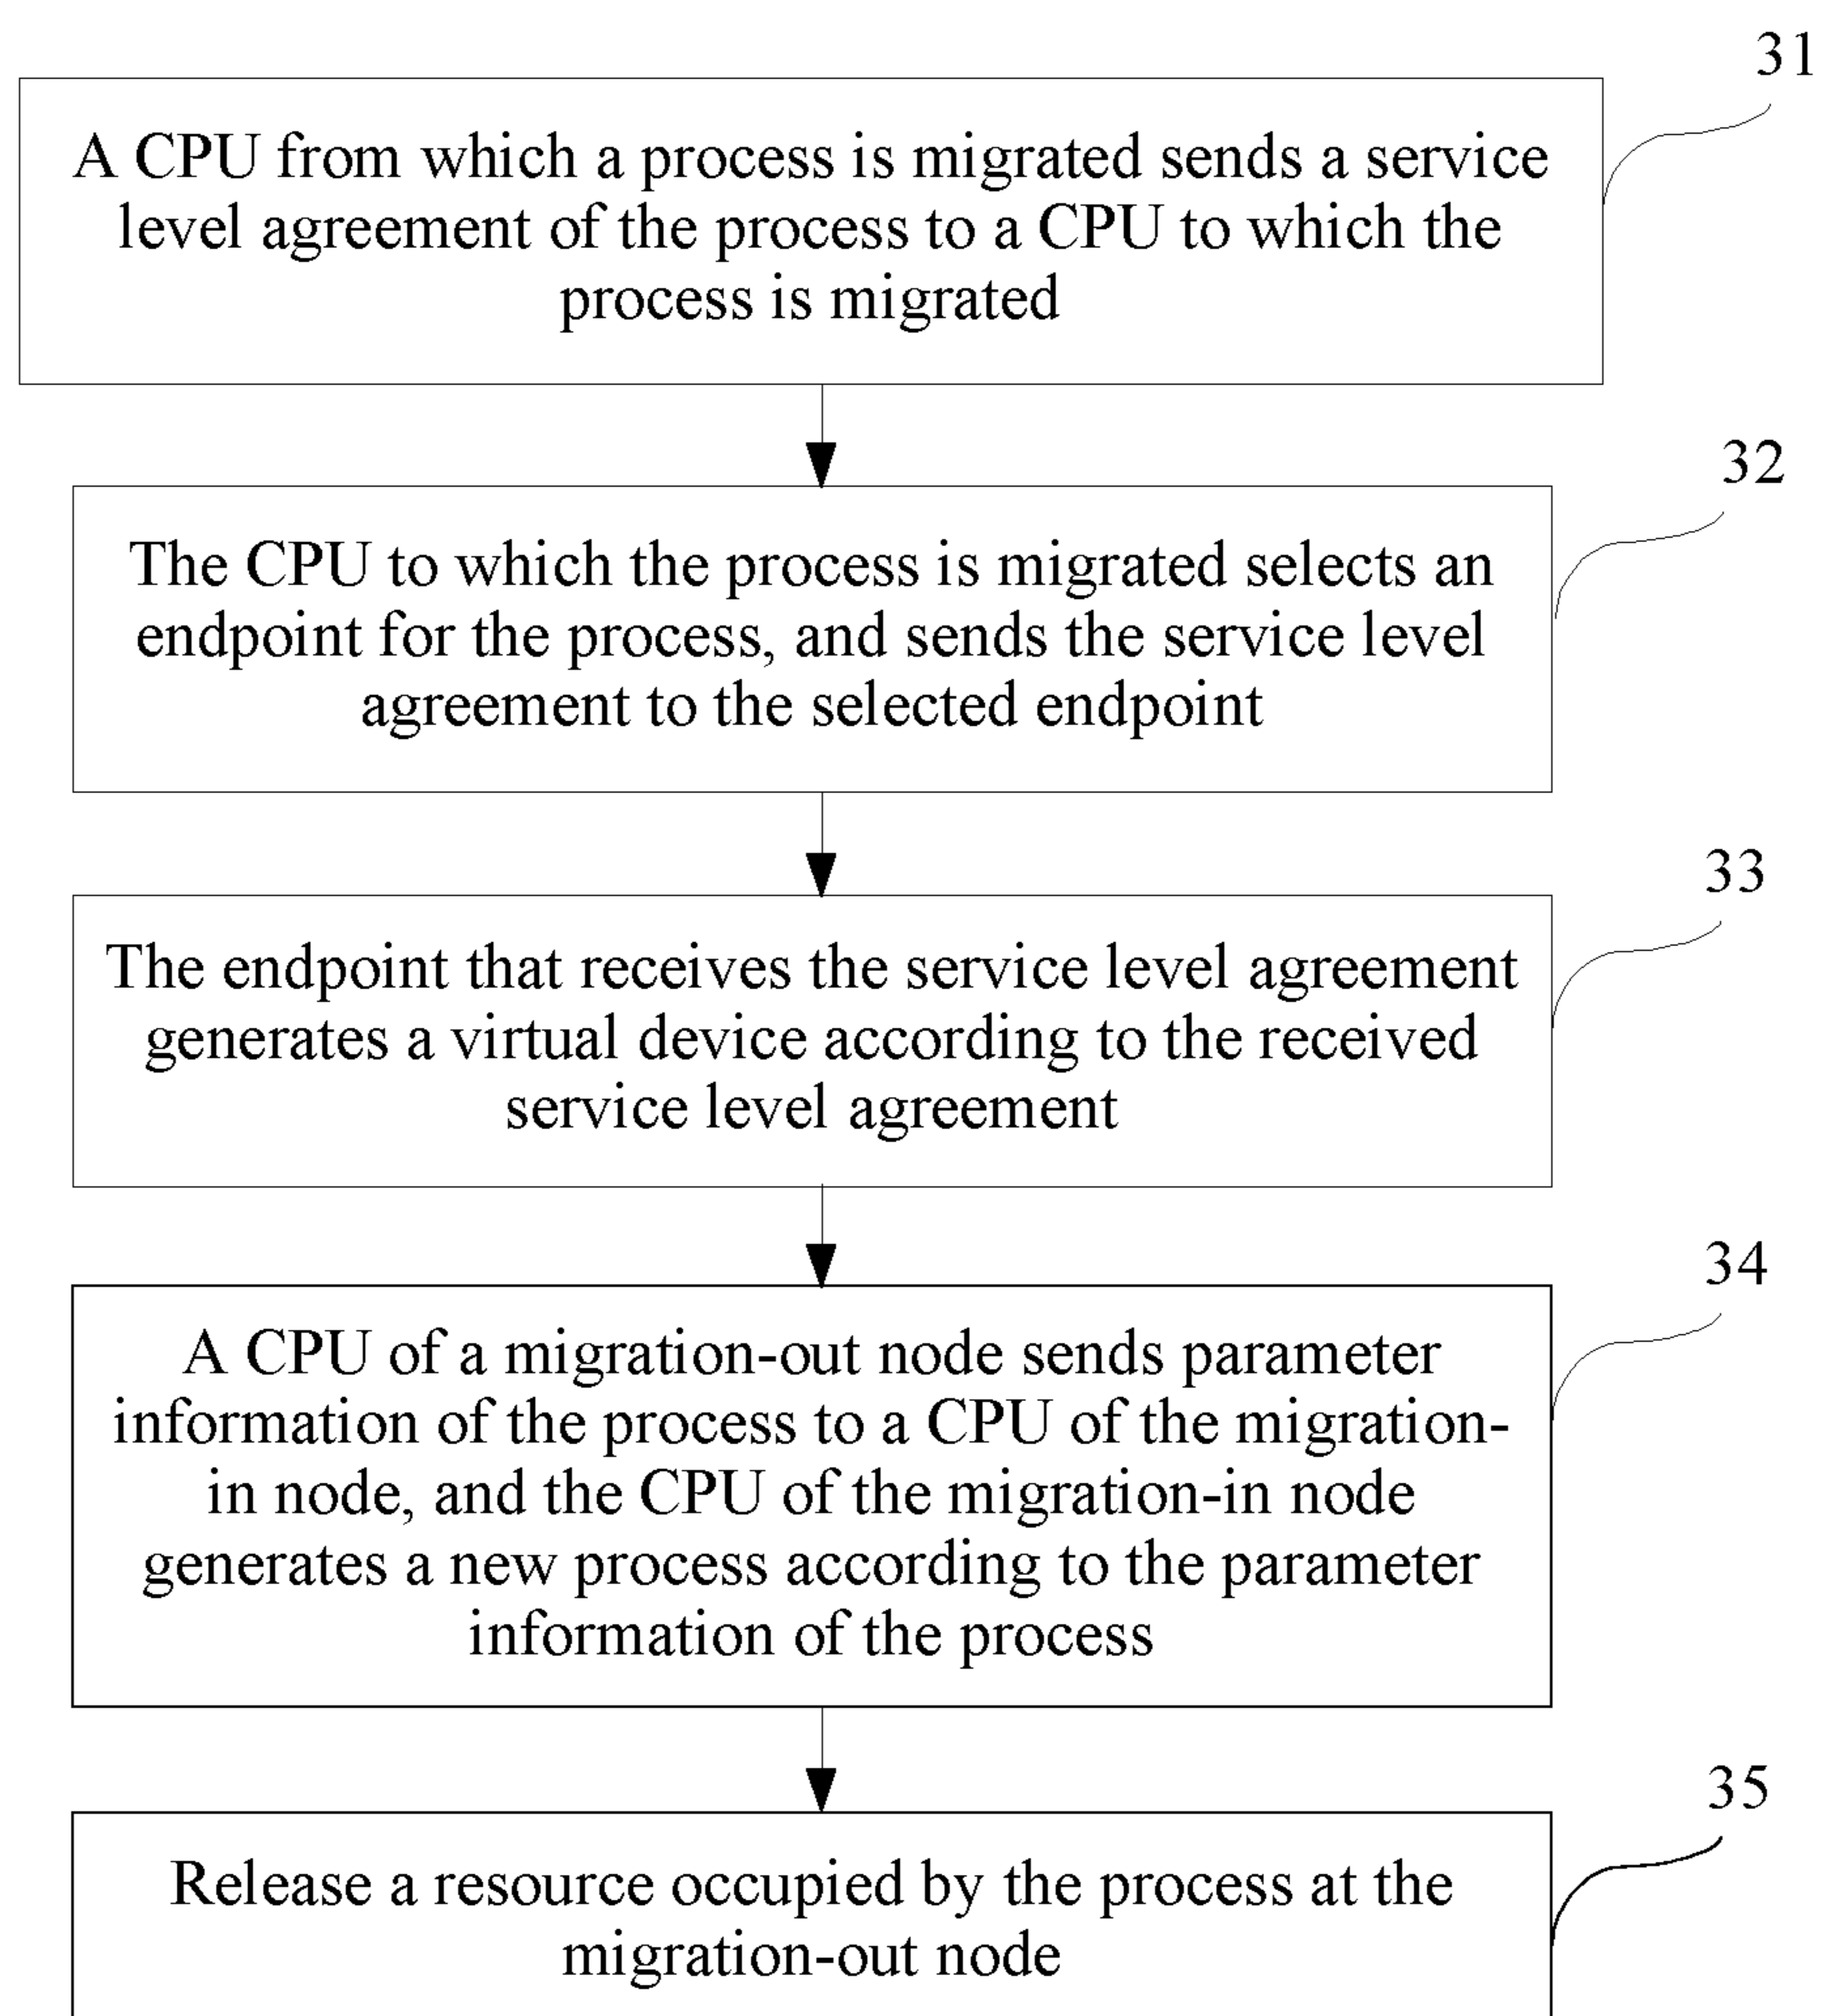 31
A CPU from which a process is migrated sends a service
level agreement of the process to a CPU to which the
process is migrated
32
The CPU to which the process is migrated selects an
endpoint for the process, and sends the service level
agreement to the selected endpoint
33
The endpoint that receives the service level agreement
generates a virtual device according to the received
service level agreement
34
A CPU of a migration-out node sends parameter
information of the process to a CPU of the migration-
in node, and the CPU of the migration-in node
generates a new process according to the parameter
information of the process
35
Release a resource occupied by the process at the
migration-out node